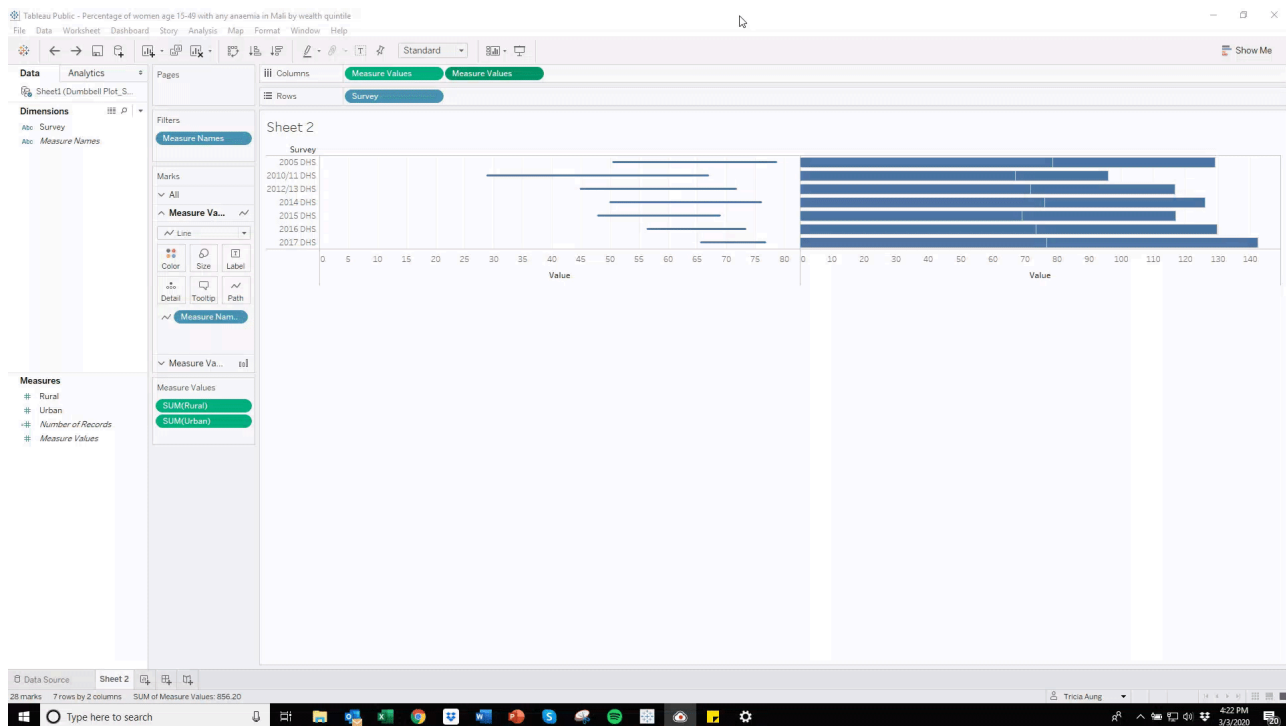 Tableau Public - Percentage of women age 15-49 with any anaemia in Mali by wealth quintile
File Data Worksheet Dashboard Story Analysis Map Format Window Help
Standard
Show Me
Data Analytics
Sheet1 (Dumbbell Plot_S...
Dimensions
Abc Survey
Abc Measure Names
Measures
# Rural
# Urban
=# Number of Records
# Measure Values
Pages
Filters
Measure Names
Marks
All
Measure Va...
Line
Color Size Label
Detail Tooltip Path
Measure Nam..
Measure Va...
Measure Values
SUM(Rural)
SUM(Urban)
Columns Measure Values Measure Values
Rows Survey
Sheet 2
Survey
2005 DHS
2010/11 DHS
2012/13 DHS
2014 DHS
2015 DHS
2016 DHS
2017 DHS
0 5 10 15 20 25 30 35 40 45 50 55 60 65 70 75 80
Value
0 10 20 30 40 50 60 70 80 90 100 110 120 130 140
Value
Data Source Sheet 2
28 marks 7 rows by 2 columns SUM of Measure Values: 856.20
Tricia Aung
Type here to search
4:22 PM
3/3/2020